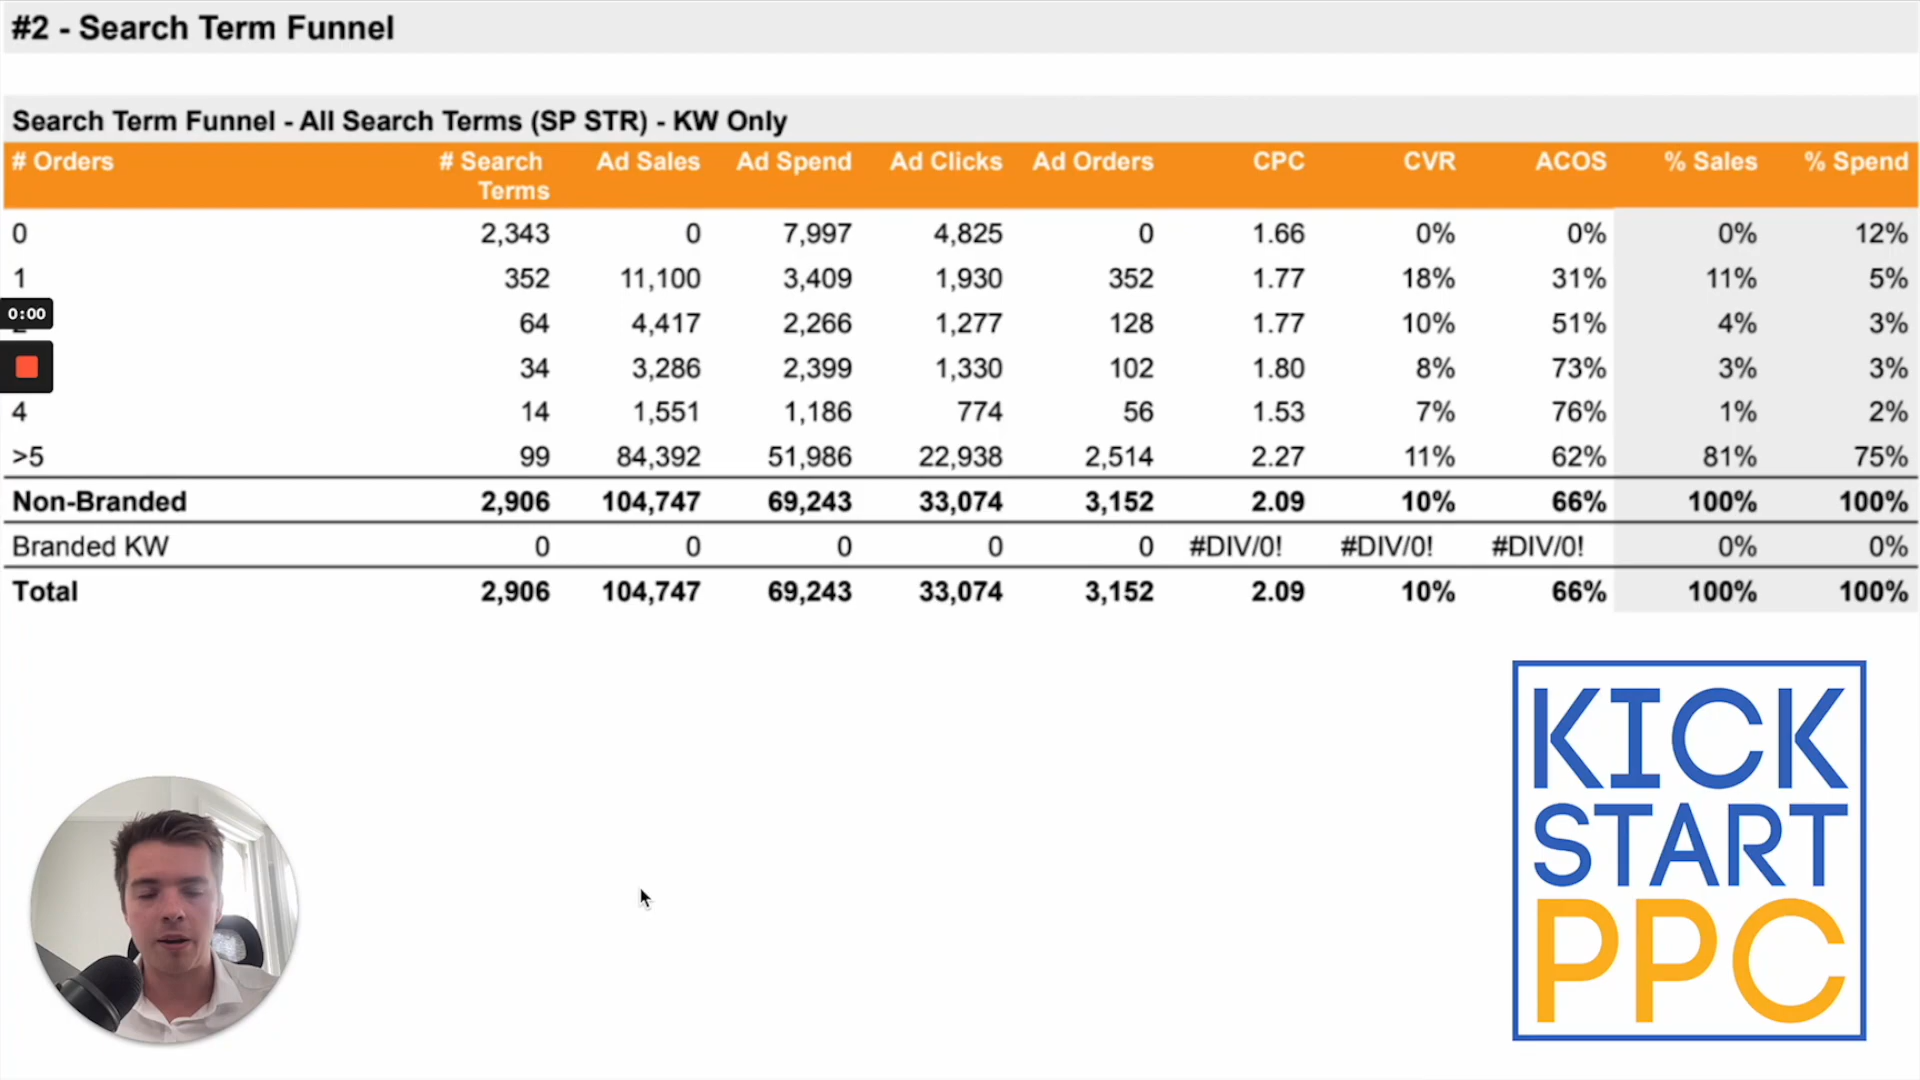 #2 - Search Term Funnel
Search Term Funnel - All Search Terms (SP STR) - KW Only
# Orders # Search Terms Ad Sales Ad Spend Ad Clicks Ad Orders CPC CVR ACOS % Sales % Spend
0 2,343 0 7,997 4,825 0 1.66 0% 0% 0% 12%
1 352 11,100 3,409 1,930 352 1.77 18% 31% 11% 5%
0:00
64 4,417 2,266 1,277 128 1.77 10% 51% 4% 3%
34 3,286 2,399 1,330 102 1.80 8% 73% 3% 3%
4 14 1,551 1,186 774 56 1.53 7% 76% 1% 2%
>5 99 84,392 51,986 22,938 2,514 2.27 11% 62% 81% 75%
Non-Branded 2,906 104,747 69,243 33,074 3,152 2.09 10% 66% 100% 100%
Branded KW 0 0 0 0 0 #DIV/0! #DIV/0! #DIV/0! 0% 0%
Total 2,906 104,747 69,243 33,074 3,152 2.09 10% 66% 100% 100%
KICK
START
PPC